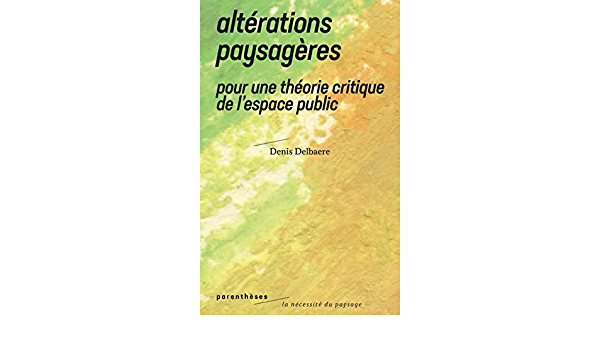 altérations
paysagères
pour une théorie critique
de l'espace public
Denis Delbaere
parenthèses
la nécessité du paysage